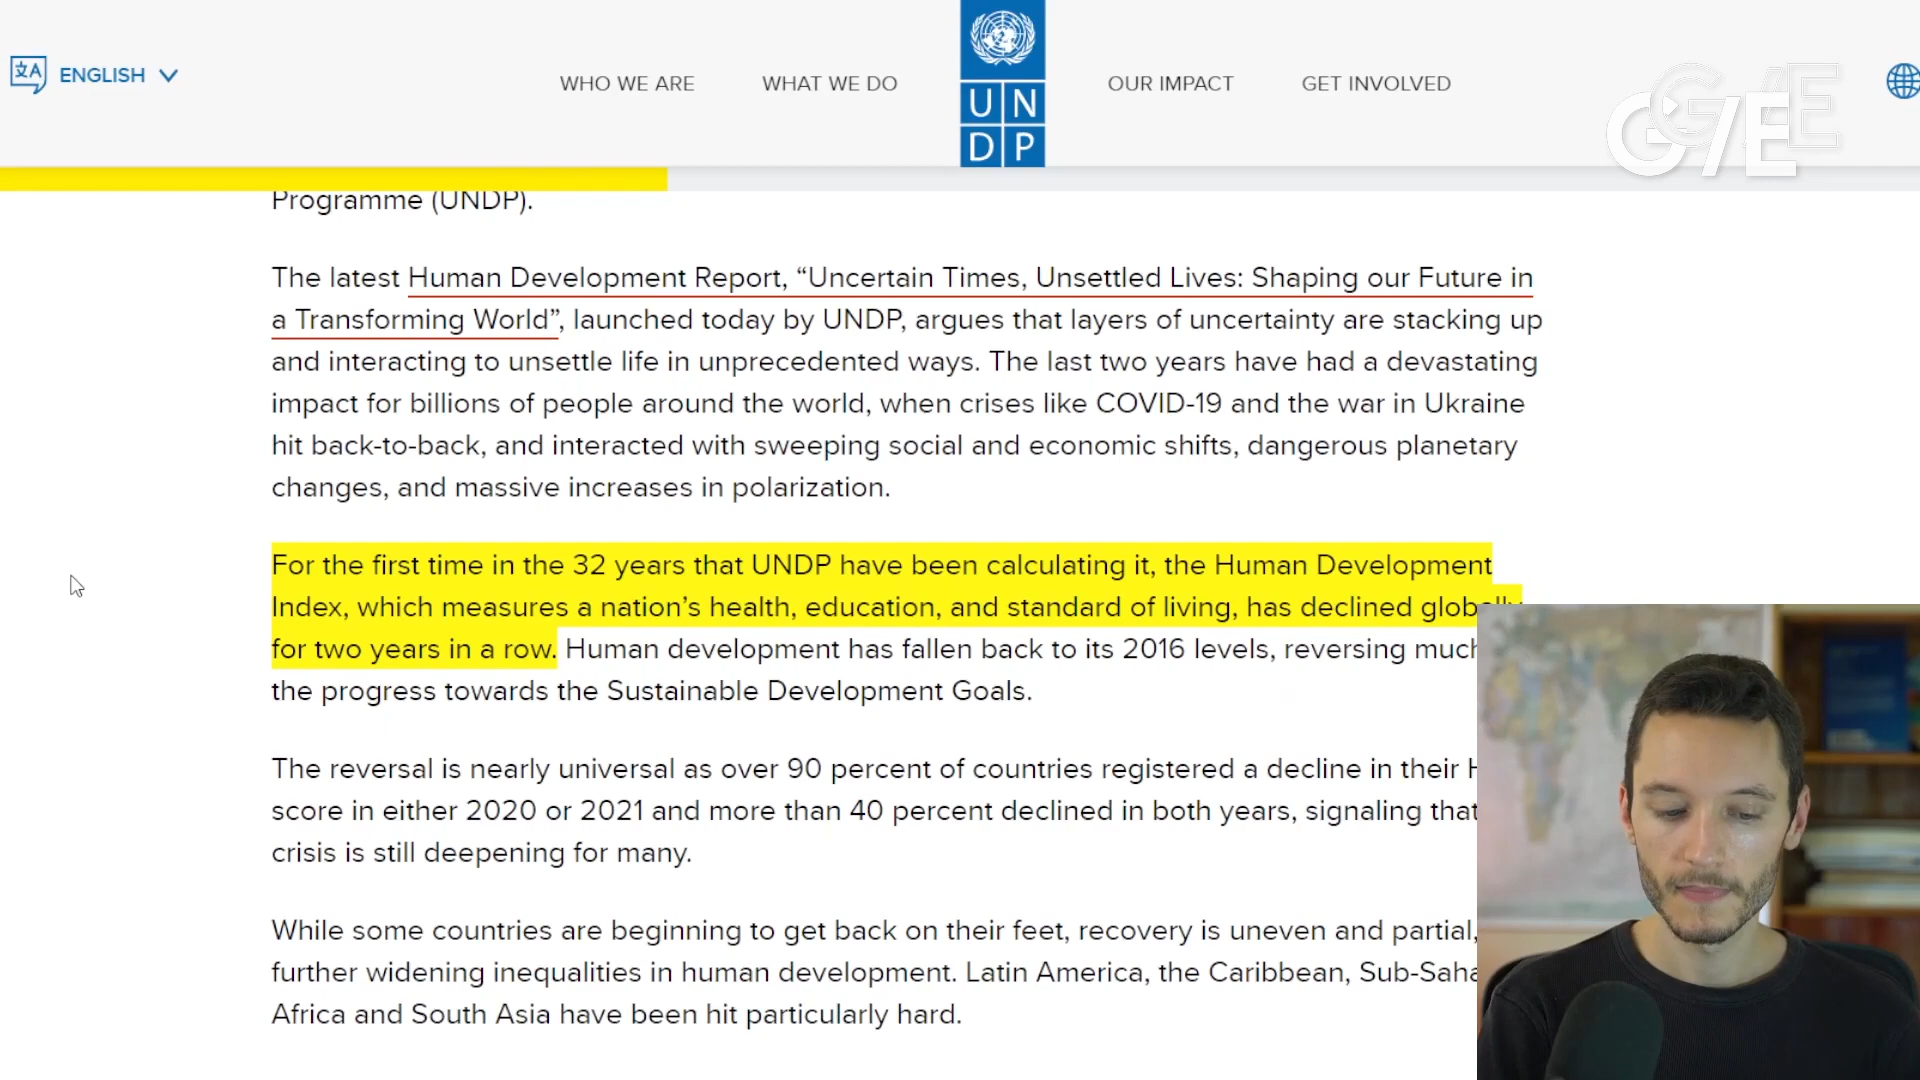 ENGLISH
WHO WE ARE
WHAT WE DO
U N
D P
OUR IMPACT
GET INVOLVED
Programme (UNDP).
The latest Human Development Report, “Uncertain Times, Unsettled Lives: Shaping our Future in
a Transforming World”, launched today by UNDP, argues that layers of uncertainty are stacking up
and interacting to unsettle life in unprecedented ways. The last two years have had a devastating
impact for billions of people around the world, when crises like COVID-19 and the war in Ukraine
hit back-to-back, and interacted with sweeping social and economic shifts, dangerous planetary
changes, and massive increases in polarization.
For the first time in the 32 years that UNDP have been calculating it, the Human Development
Index, which measures a nation’s health, education, and standard of living, has declined globally
for two years in a row. Human development has fallen back to its 2016 levels, reversing much
the progress towards the Sustainable Development Goals.
The reversal is nearly universal as over 90 percent of countries registered a decline in their
score in either 2020 or 2021 and more than 40 percent declined in both years, signaling that
crisis is still deepening for many.
While some countries are beginning to get back on their feet, recovery is uneven and partial,
further widening inequalities in human development. Latin America, the Caribbean, Sub-Saha
Africa and South Asia have been hit particularly hard.